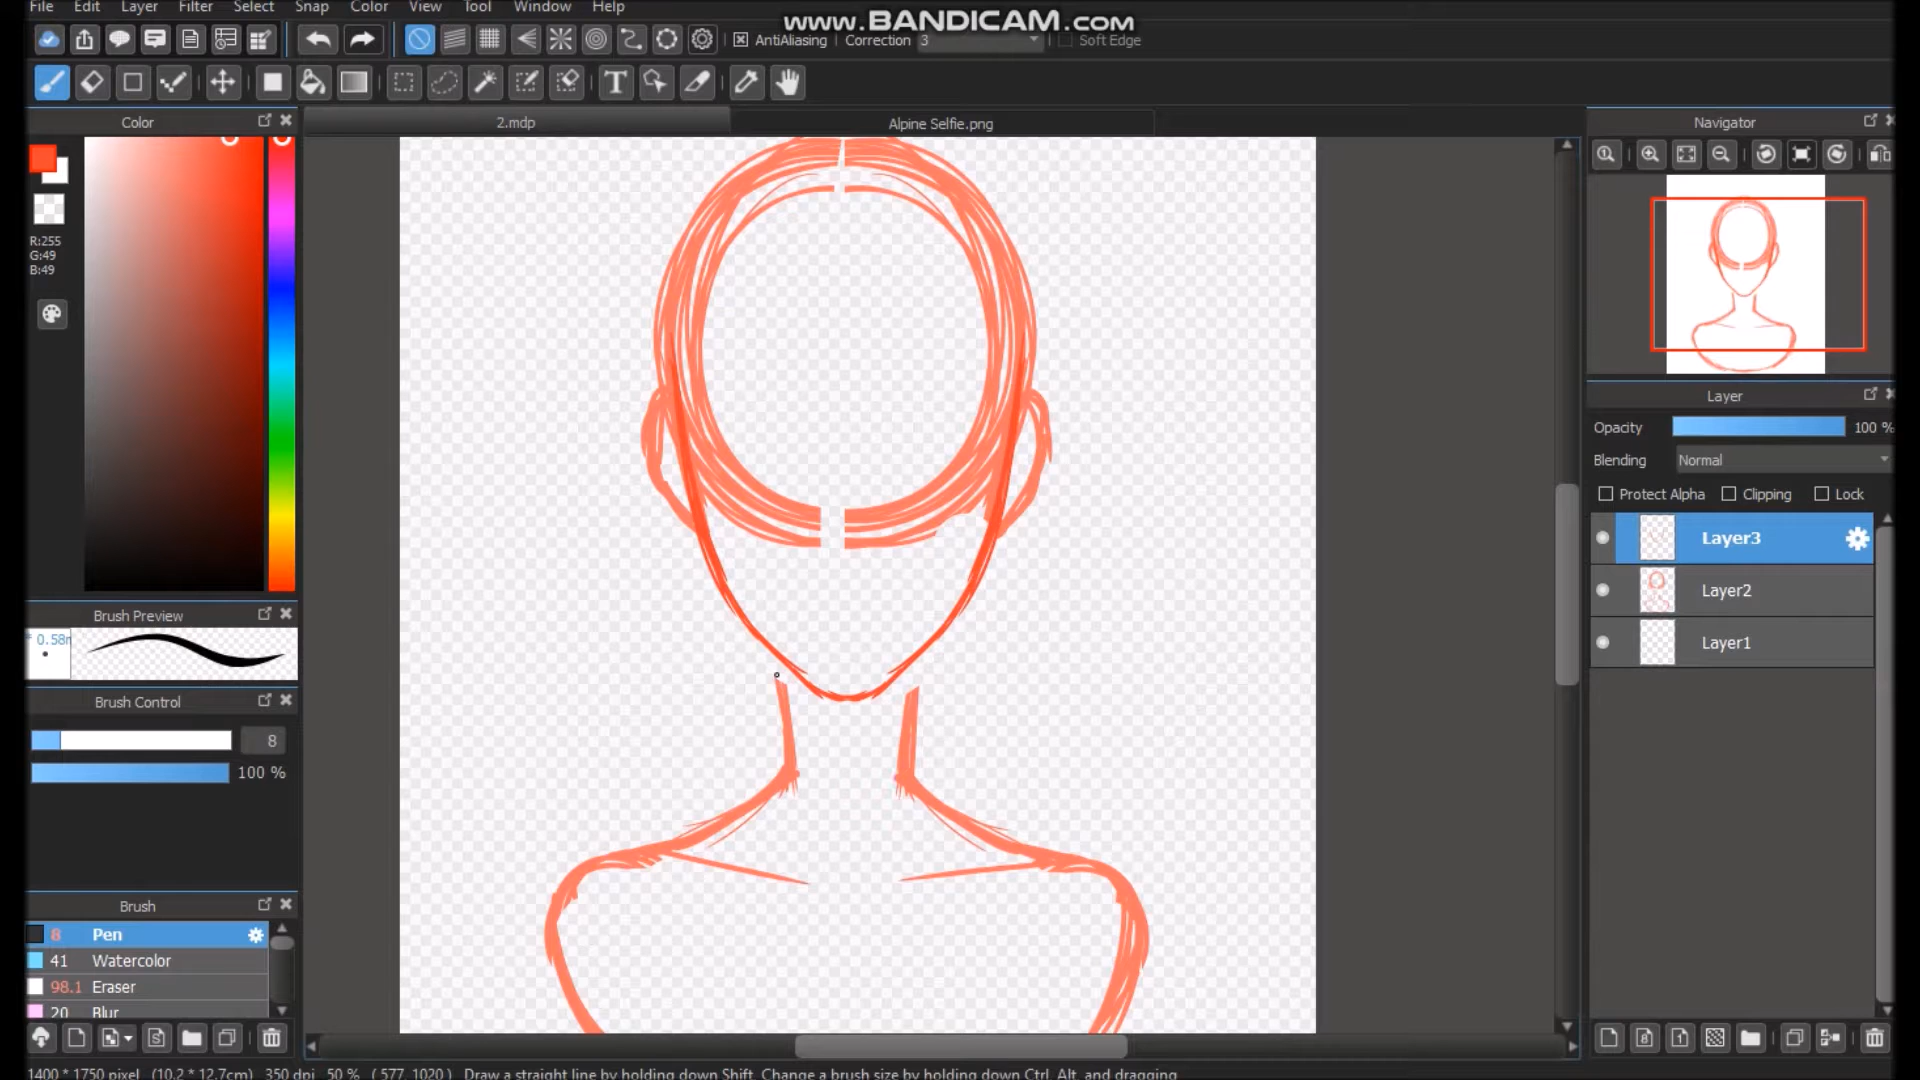 File Edit Layer Filter Select Snap Color View Tool Window Help
www.BANDICAM.com
AntiAliasing Correction 3 Soft Edge
T
Color
2.mdp
Alpine Selfie.png
Navigator
R:255
G:49
B:49
Layer
Opacity 100 %
Blending Normal
Protect Alpha Clipping Lock
Layer3
Layer2
Layer1
Brush Preview
0.58m
Brush Control
8
100 %
Brush
8 Pen
41 Watercolor
98.1 Eraser
20 Blur
1400 * 1750 pixel (10.2 * 12.7cm) 350 dpi 50 % ( 577, 1020 ) Draw a straight line by holding down Shift, Change a brush size by holding down Ctrl, Alt, and dragging